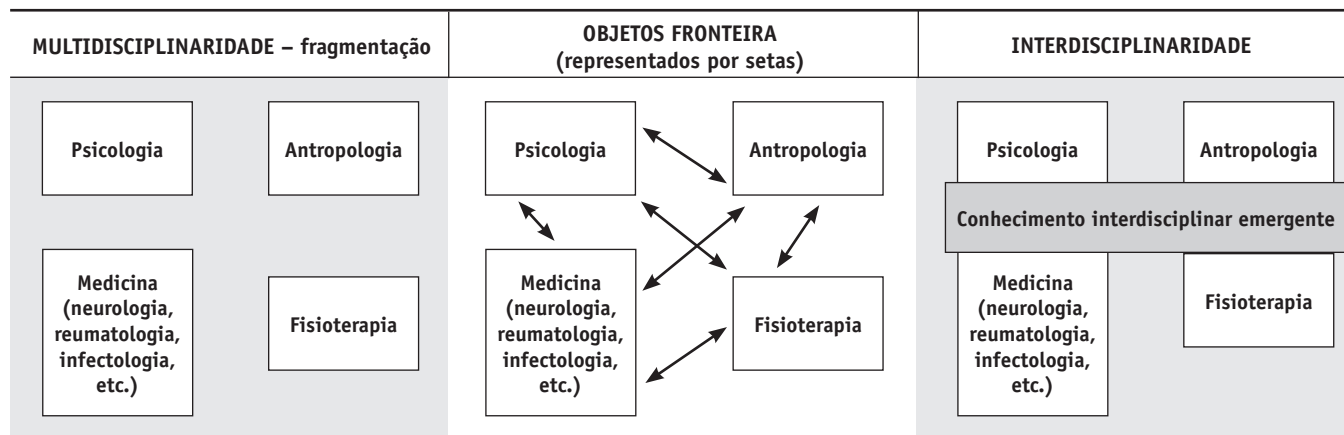 MULTIDISCIPLINARIDADE – fragmentação
OBJETOS FRONTEIRA
(representados por setas)
INTERDISCIPLINARIDADE
Psicologia
Antropologia
Medicina
(neurologia,
reumatologia,
infectologia,
etc.)
Fisioterapia
Psicologia
Antropologia
Medicina
(neurologia,
reumatologia,
infectologia,
etc.)
Fisioterapia
Psicologia
Antropologia
Conhecimento interdisciplinar emergente
Medicina
(neurologia,
reumatologia,
infectologia,
etc.)
Fisioterapia